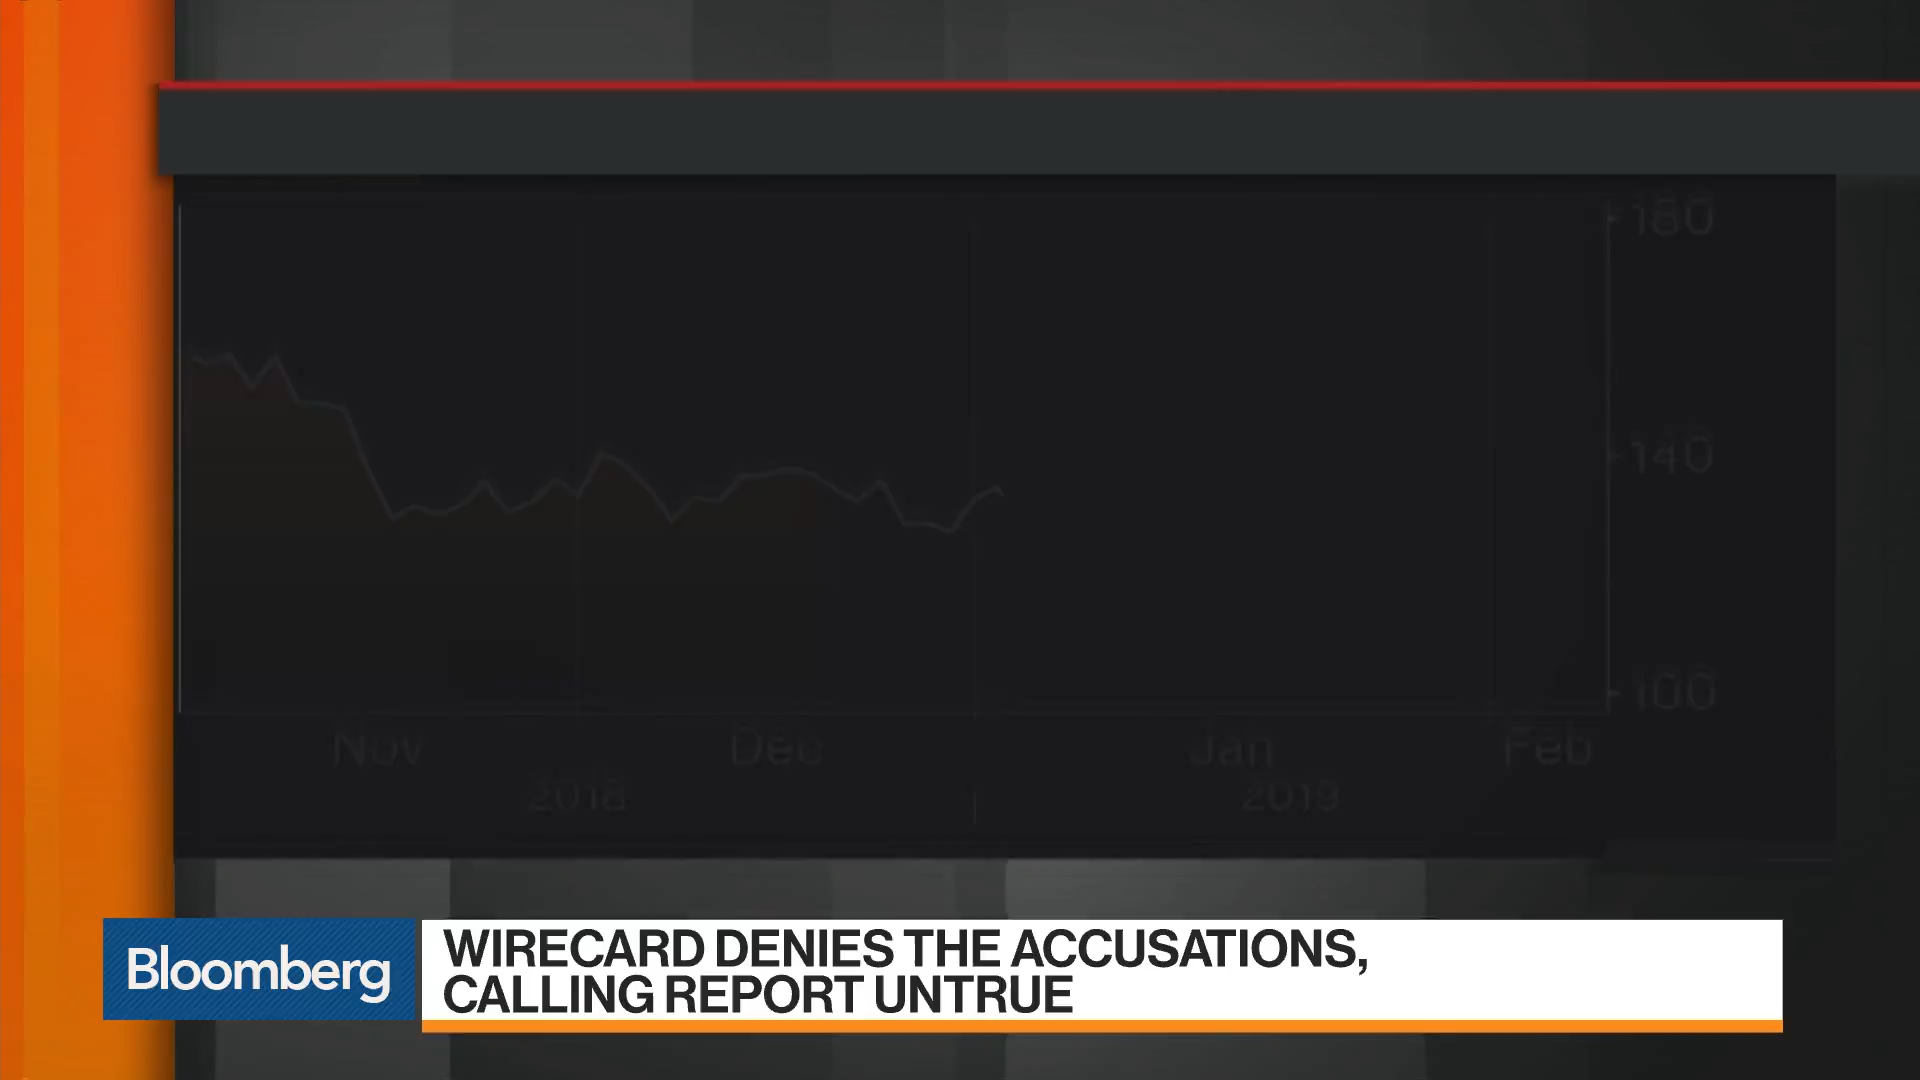 180
140
100
Nov Dec Jan Feb
2018 2019
Bloomberg
WIRECARD DENIES THE ACCUSATIONS,
CALLING REPORT UNTRUE